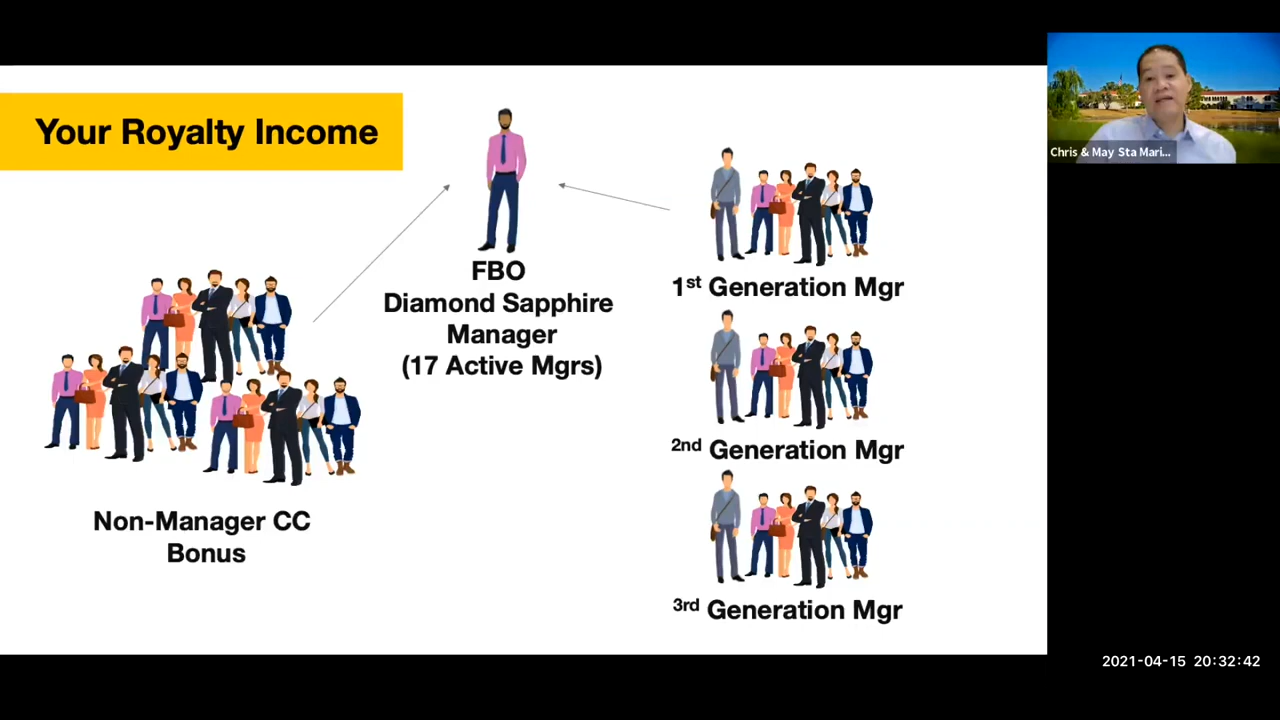 Your Royalty Income
FBO
Diamond Sapphire
Manager
(17 Active Mgrs)
Non-Manager CC
Bonus
1st Generation Mgr
2nd Generation Mgr
3rd Generation Mgr
Chris & May Sta Mari...
2021-04-15 20:32:42